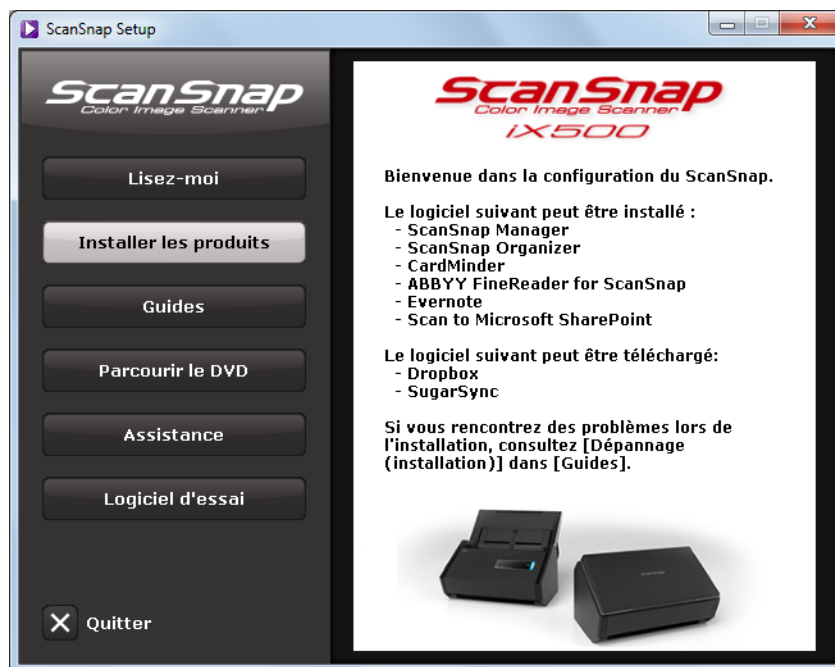 ScanSnap Setup
ScanSnap
Color Image Scanner
Lisez-moi
Installer les produits
Guides
Parcourir le DVD
Assistance
Logiciel d'essai
Quitter
ScanSnap
Color Image Scanner
iX500
Bienvenue dans la configuration du ScanSnap.
Le logiciel suivant peut être installé :
- ScanSnap Manager
- ScanSnap Organizer
- CardMinder
- ABBYY FineReader for ScanSnap
- Evernote
- Scan to Microsoft SharePoint
Le logiciel suivant peut être téléchargé:
- Dropbox
- SugarSync
Si vous rencontrez des problèmes lors de
l'installation, consultez [Dépannage
(installation)] dans [Guides].